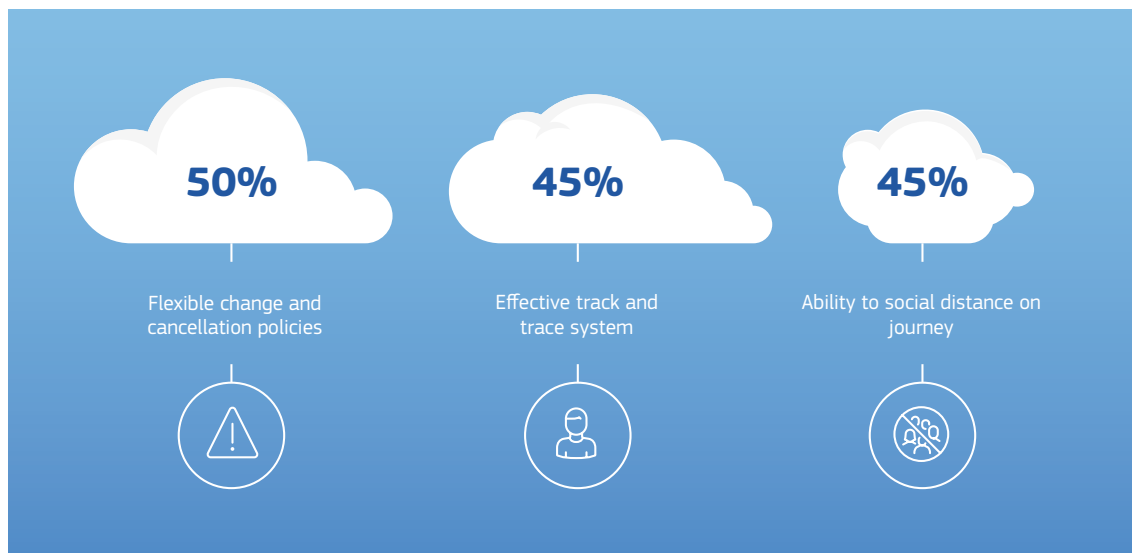 50%
45%
45%
Flexible change and
cancellation policies
Effective track and
trace system
Ability to social distance on
journey